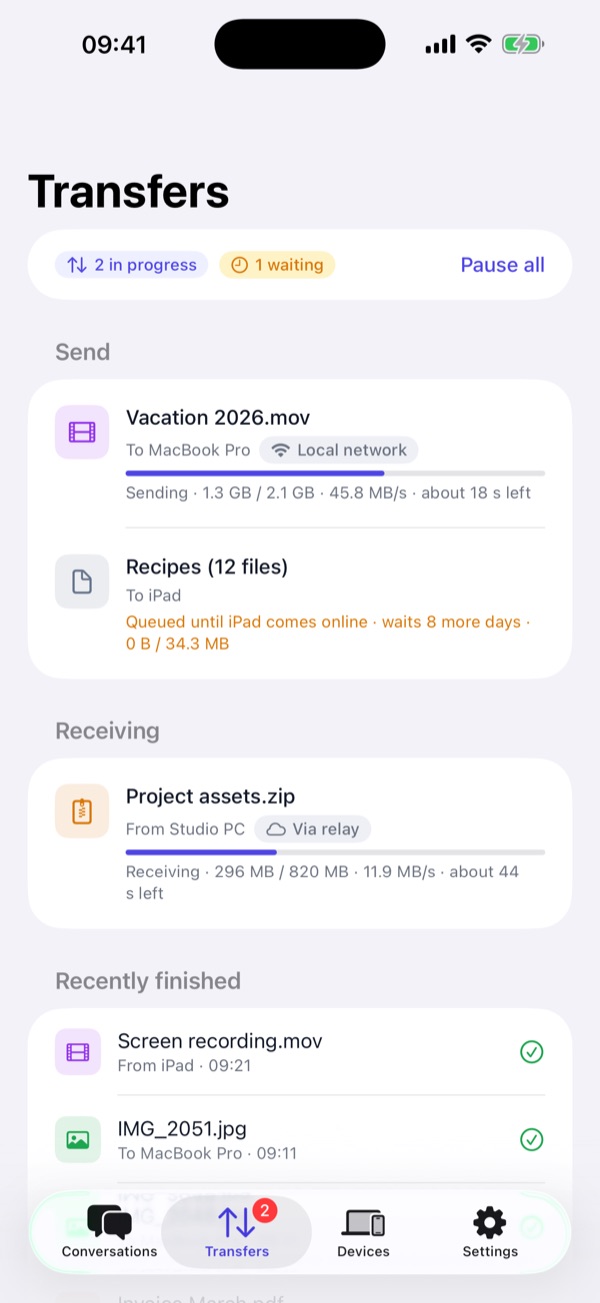 09:41
Transfers
2 in progress
1 waiting
Pause all
Send
Vacation 2026.mov
To MacBook Pro
Local network
Sending · 1.3 GB / 2.1 GB · 45.8 MB/s · about 18 s left
Recipes (12 files)
To iPad
Queued until iPad comes online · waits 8 more days ·
0 B / 34.3 MB
Receiving
Project assets.zip
From Studio PC
Via relay
Receiving · 296 MB / 820 MB · 11.9 MB/s · about 44
s left
Recently finished
Screen recording.mov
From iPad · 09:21
IMG_2051.jpg
To MacBook Pro · 09:11
2
Conversations
Transfers
Devices
Settings
Invoice March.pdf